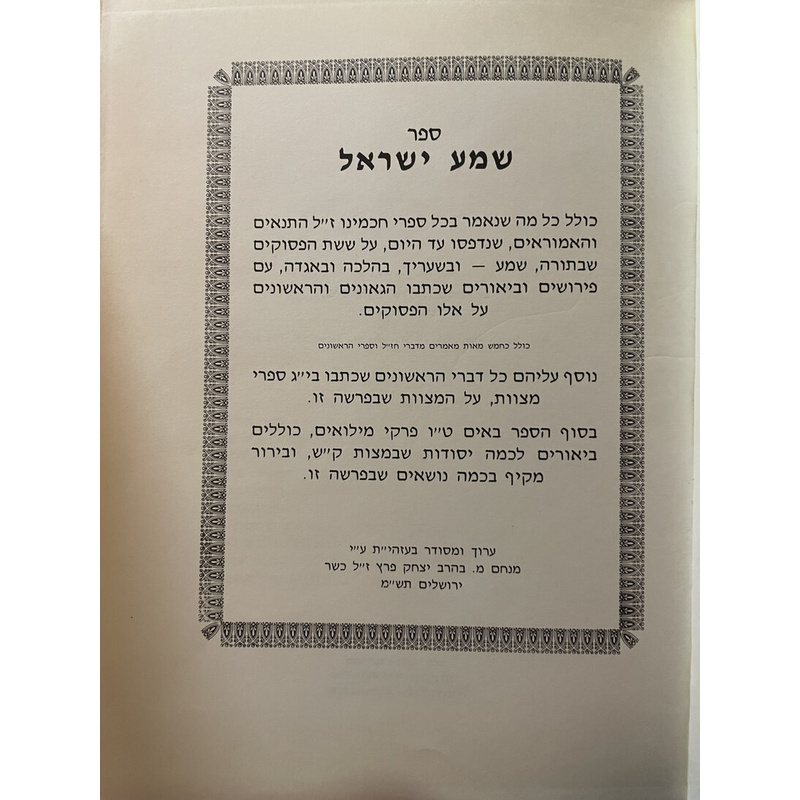 ספר
שמע ישראל
כולל כל מה שנאמר בכל ספרי חכמינו ז״ל התנאים
והאמוראים, שנדפסו עד היום, על ששת הפסוקים
שבתורה, שמע — ובשעריך, בהלכה ובאגדה, עם
פירושים וביאורים שכתבו הגאונים והראשונים
על אלו הפסוקים.
כולל כחמש מאות מאמרים מדברי חז״ל וספרי הראשונים
נוסף עליהם כל דברי הראשונים שכתבו בי״ג ספרי
מצוות, על המצוות שבפרשה זו.
בסוף הספר באים ט״ו פרקי מילואים, כוללים
ביאורים לכמה יסודות שבמצות ק״ש, ובירור
מקיף בכמה נושאים שבפרשה זו.
ערוך ומסודר בעזהי״ת ע״י
מנחם מ. בהרב יצחק פרץ ז״ל כשר
ירושלים תש״מ